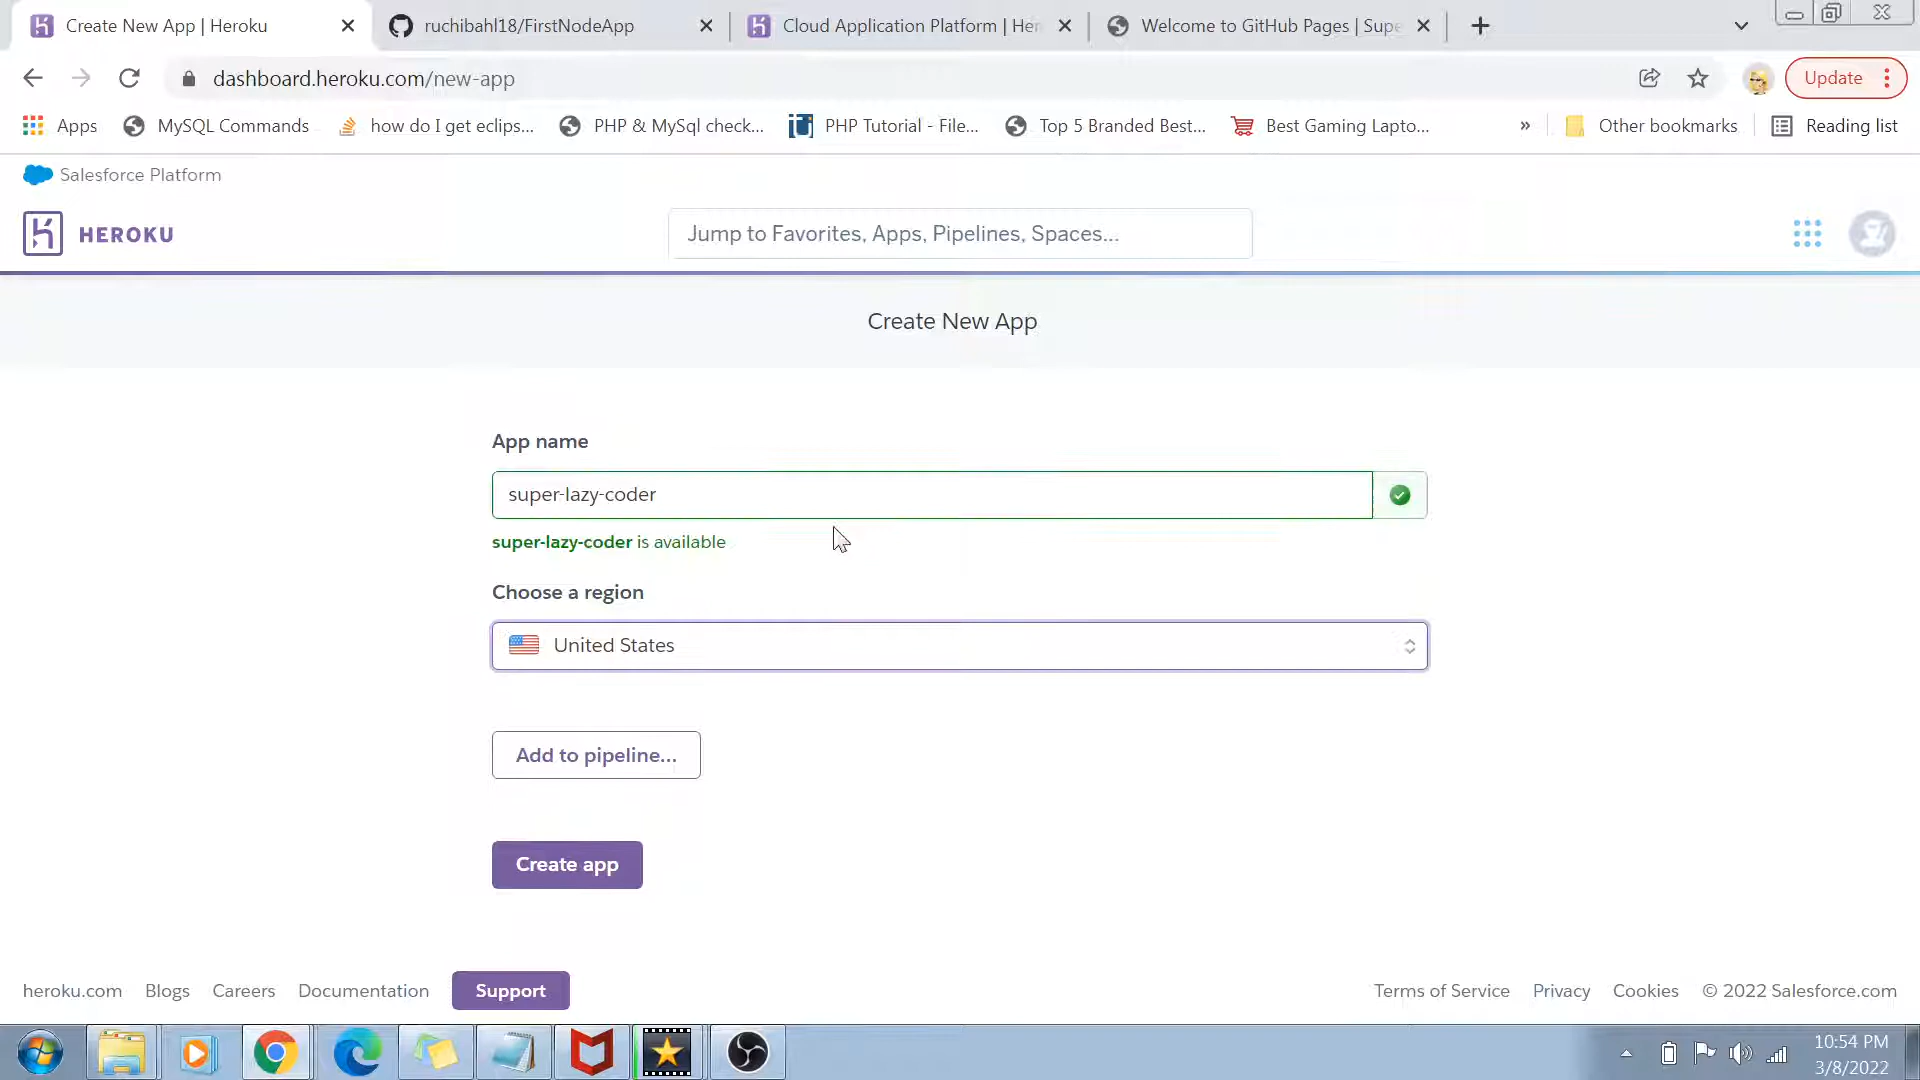 Create New App | Heroku
ruchibahl18/FirstNodeApp
Cloud Application Platform | He
Welcome to GitHub Pages | Supe
dashboard.heroku.com/new-app
Update
Apps
MySQL Commands
how do I get eclips...
PHP & MySql check...
PHP Tutorial - File...
Top 5 Branded Best...
Best Gaming Lapto...
»
Other bookmarks
Reading list
Salesforce Platform
HEROKU
Jump to Favorites, Apps, Pipelines, Spaces...
Create New App
App name
super-lazy-coder
super-lazy-coder is available
Choose a region
United States
Add to pipeline...
Create app
heroku.com
Blogs
Careers
Documentation
Support
Terms of Service
Privacy
Cookies
© 2022 Salesforce.com
10:54 PM
3/8/2022